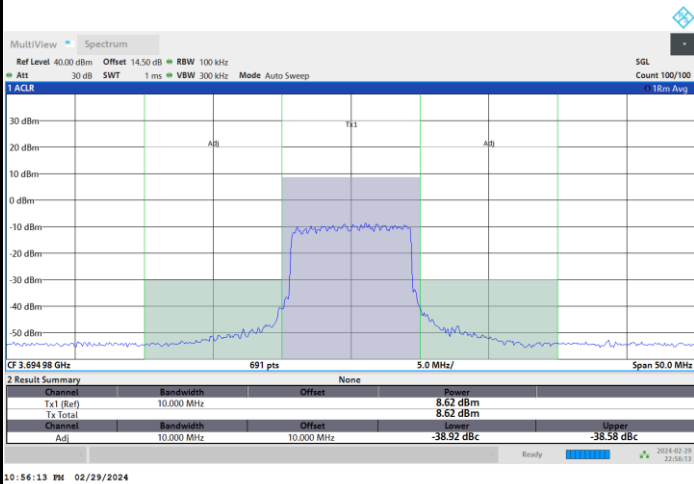 MultiView Spectrum
Ref Level 40.00 dBm Offset 14.50 dB RBW 100 kHz SGL
Att 30 dB SWT 1 ms VBW 300 kHz Mode Auto Sweep Count 100/100
1 ACLR 1Rm Avg
30 dBm
Tx1
20 dBm
Adj Adj
10 dBm
0 dBm
-10 dBm
-20 dBm
-30 dBm
-40 dBm
-50 dBm
CF 3.694 98 GHz 691 pts 5.0 MHz/ Span 50.0 MHz
2 Result Summary None
Channel Bandwidth Offset Power
Tx1 (Ref) 10.000 MHz 8.62 dBm
Tx Total 8.62 dBm
Channel Bandwidth Offset Lower Upper
Adj 10.000 MHz 10.000 MHz -38.92 dBc -38.58 dBc
Ready 2024-02-29
22:56:13
10:56:13 PM 02/29/2024